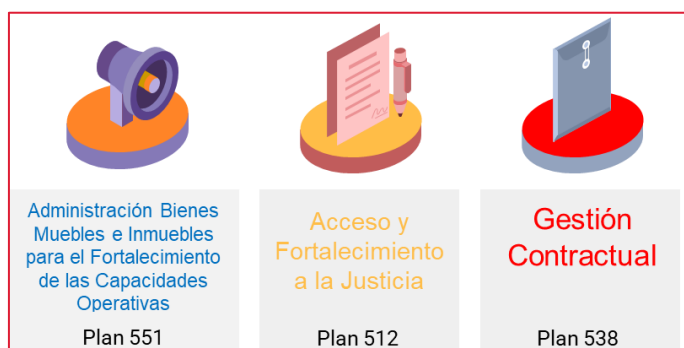 Administración Bienes
Muebles e Inmuebles
para el Fortalecimiento
de las Capacidades
Operativas
Plan 551
Acceso y
Fortalecimiento
a la Justicia
Plan 512
Gestión
Contractual
Plan 538